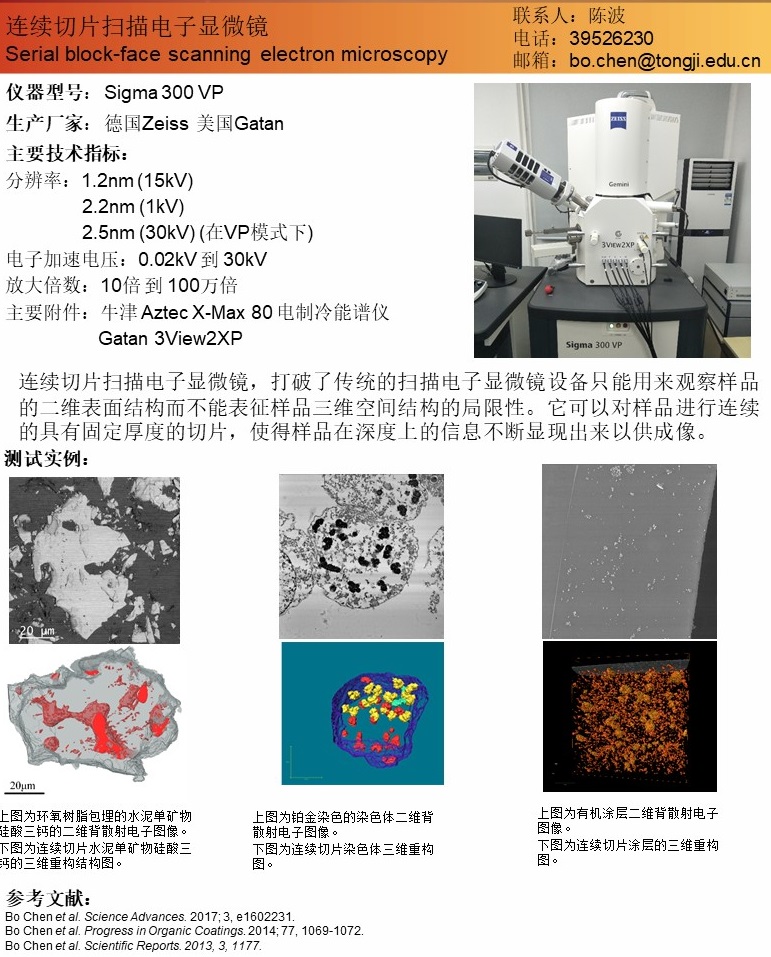 连续切片扫描电子显微镜
Serial block-face scanning electron microscopy
联系人：陈波
电话：39526230
邮箱：bo.chen@tongji.edu.cn
仪器型号：Sigma 300 VP
生产厂家：德国Zeiss 美国Gatan
主要技术指标：
分辨率：1.2nm (15kV)
2.2nm (1kV)
2.5nm (30kV) (在VP模式下)
电子加速电压：0.02kV 到 30kV
放大倍数：10倍 到 100万倍
主要附件：牛津 Aztec X-Max 80 电制冷能谱仪
Gatan 3View2XP
ZEISS
Gemini
3View2XP
Sigma 300 VP
连续切片扫描电子显微镜，打破了传统的扫描电子显微镜设备只能用来观察样品
的二维表面结构而不能表征样品三维空间结构的局限性。它可以对样品进行连续
的具有固定厚度的切片，使得样品在深度上的信息不断显现出来以供成像。
测试实例：
20 μm
20μm
上图为环氧树脂包埋的水泥单矿物
硅酸三钙的二维背散射电子图像。
下图为连续切片水泥单矿物硅酸三
钙的三维重构结构图。
上图为铂金染色的染色体二维背
散射电子图像。
下图为连续切片染色体三维重构
图。
上图为有机涂层二维背散射电子
图像。
下图为连续切片涂层的三维重构
图。
参考文献：
Bo Chen et al. Science Advances. 2017; 3, e1602231.
Bo Chen et al. Progress in Organic Coatings. 2014; 77, 1069-1072.
Bo Chen et al. Scientific Reports. 2013, 3, 1177.